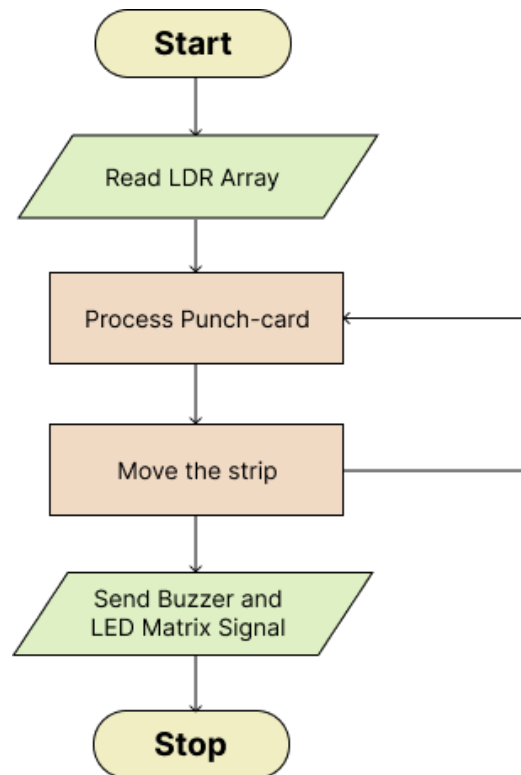 Start
Read LDR Array
Process Punch-card
Move the strip
Send Buzzer and
LED Matrix Signal
Stop